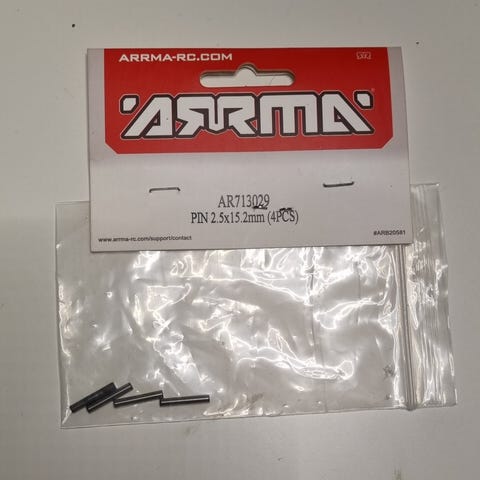 ARRMA-RC.COM
ARRMA
AR713029
PIN 2.5x15.2mm (4PCS)
www.arrma-rc.com/support/contact
#ARB20581